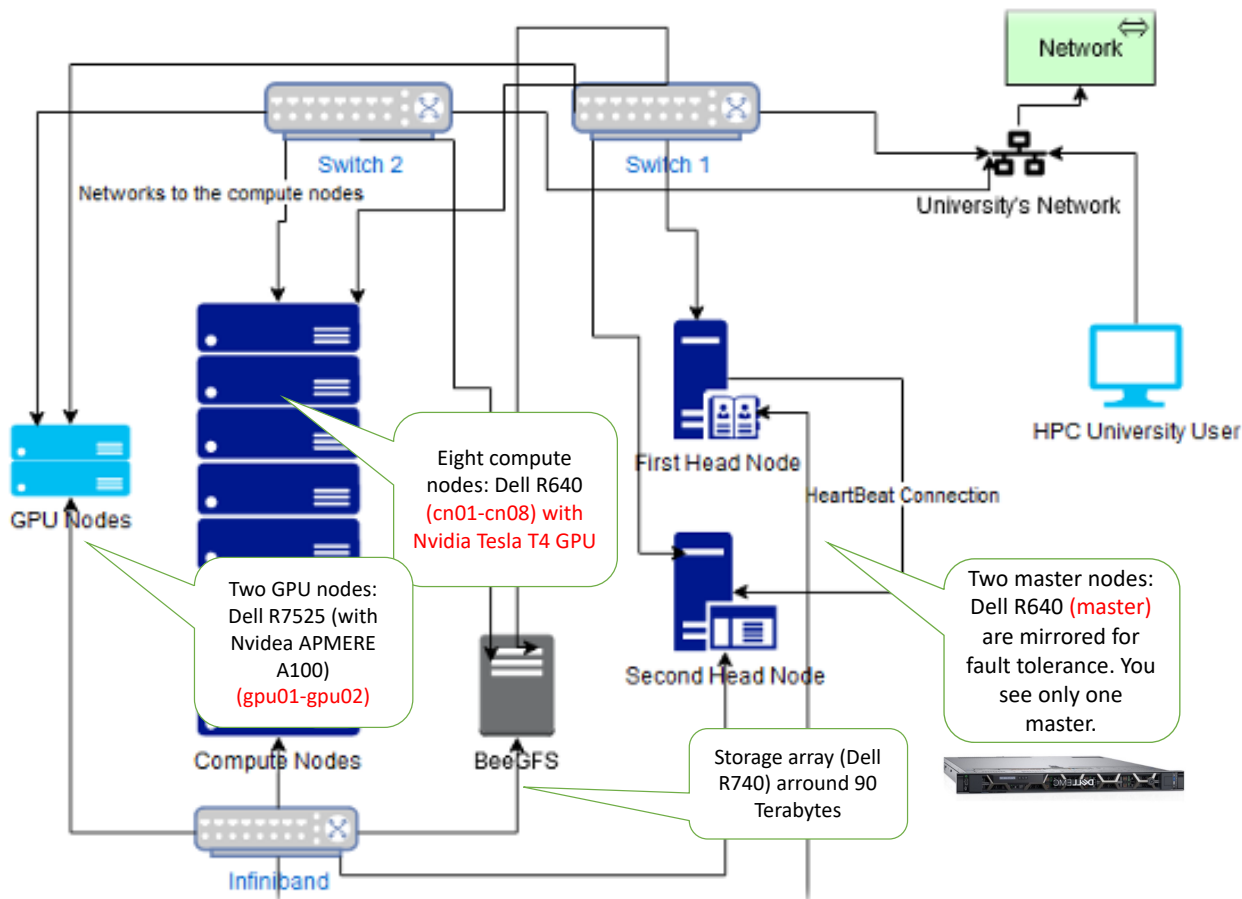 Network
Switch 2
Switch 1
Networks to the compute nodes
University's Network
HPC University User
First Head Node
HeartBeat Connection
Eight compute
nodes: Dell R640
(cn01-cn08) with
Nvidia Tesla T4 GPU
GPU Nodes
Two GPU nodes:
Dell R7525 (with
Nvidea APMERE
A100)
(gpu01-gpu02)
Two master nodes:
Dell R640 (master)
are mirrored for
fault tolerance. You
see only one
master.
Second Head Node
Compute Nodes
BeeGFS
Storage array (Dell
R740) arround 90
Terabytes
DELLEMC
Infiniband